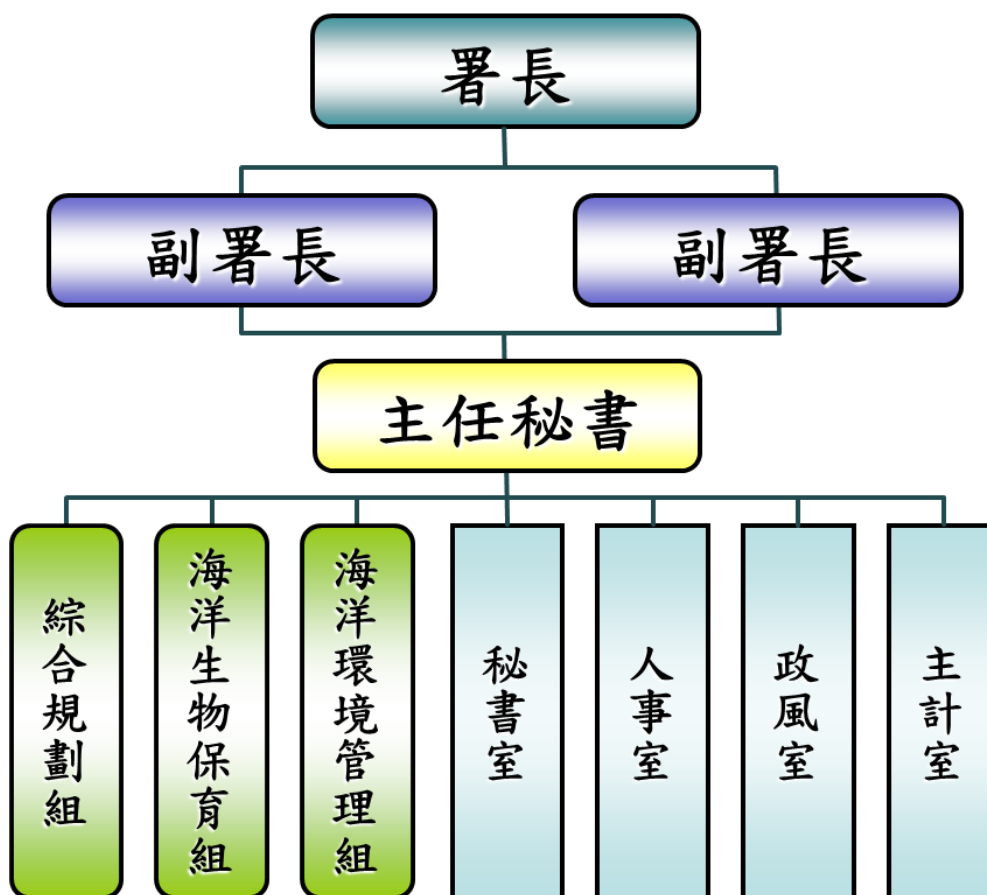 署長
副署長
副署長
主任秘書
綜合規劃組
海洋生物保育組
海洋環境管理組
秘書室
人事室
政風室
主計室